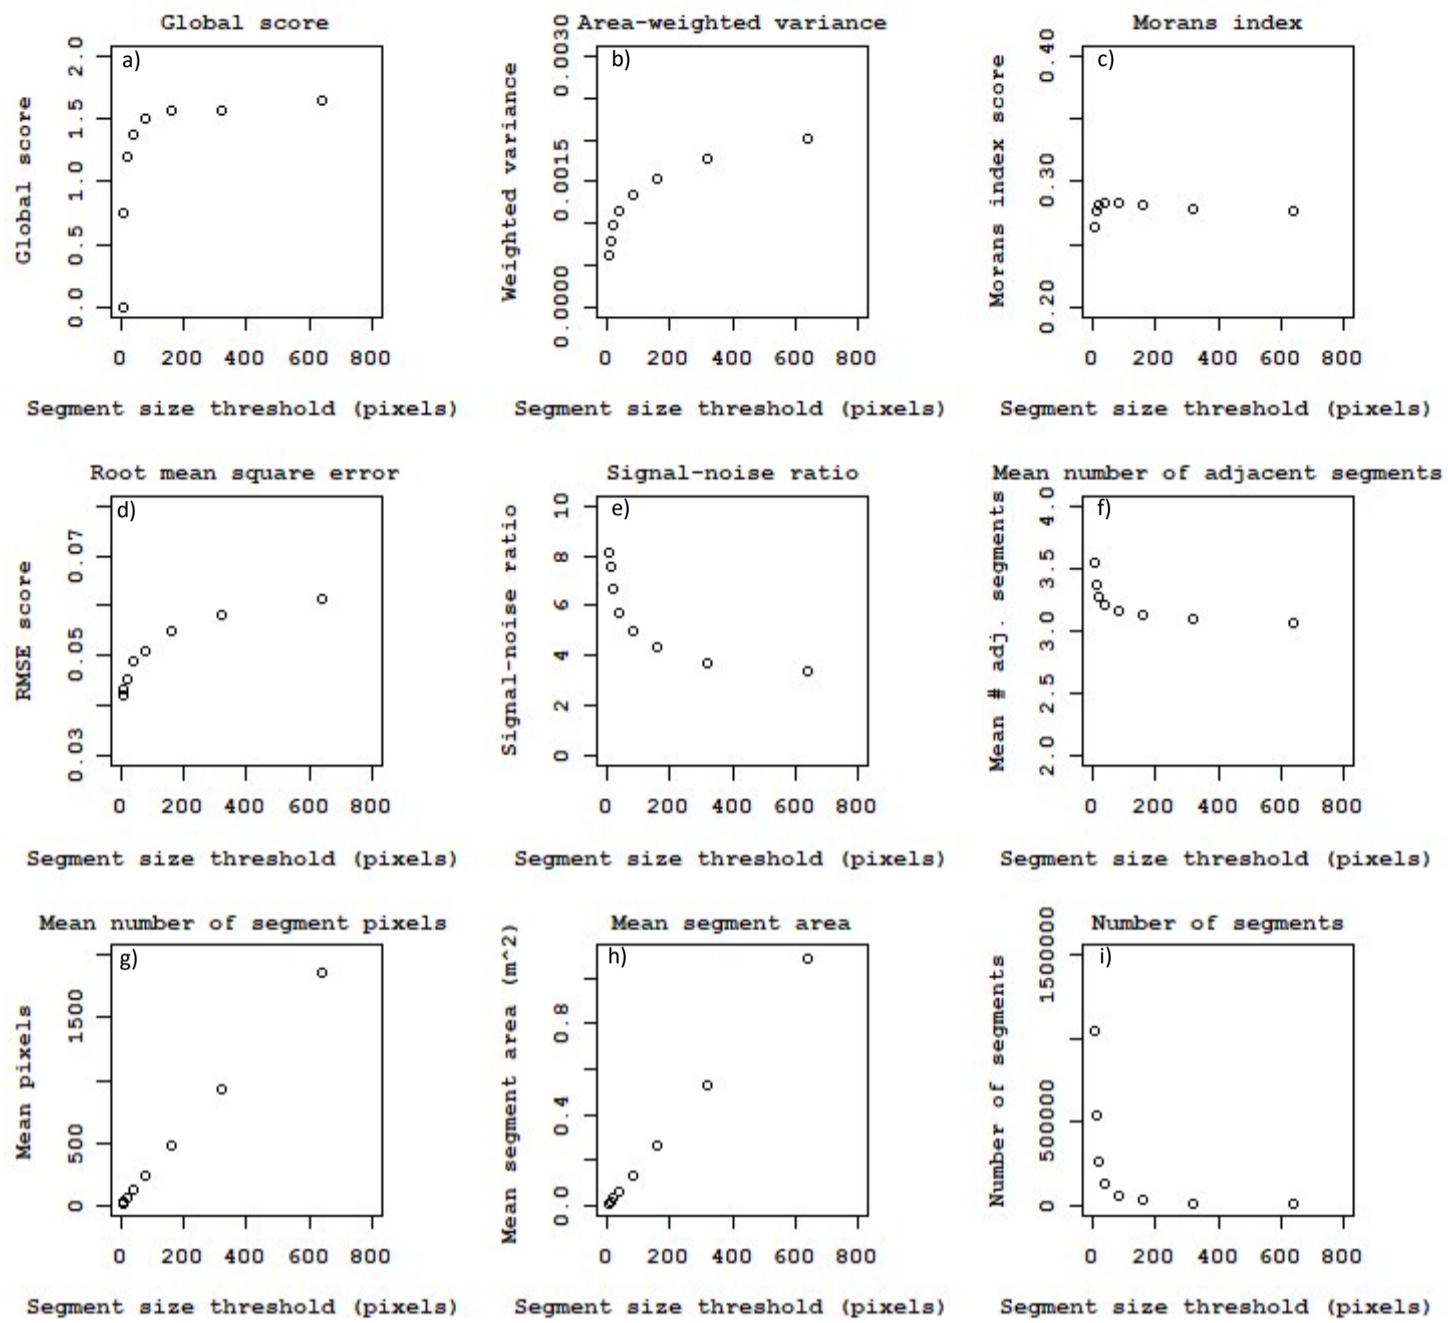 Global score
a)
Global score
0.0 0.5 1.0 1.5 2.0
0 200 400 600 800
Segment size threshold (pixels)
Area-weighted variance
b)
Weighted variance
0.0000 0.0015 0.0030
0 200 400 600 800
Segment size threshold (pixels)
Morans index
c)
Morans index score
0.20 0.30 0.40
0 200 400 600 800
Segment size threshold (pixels)
Root mean square error
d)
RMSE score
0.03 0.05 0.07
0 200 400 600 800
Segment size threshold (pixels)
Signal-noise ratio
e)
Signal-noise ratio
0 2 4 6 8 10
0 200 400 600 800
Segment size threshold (pixels)
Mean number of adjacent segments
f)
Mean # adj. segments
2.0 2.5 3.0 3.5 4.0
0 200 400 600 800
Segment size threshold (pixels)
Mean number of segment pixels
g)
Mean pixels
0 500 1500
0 200 400 600 800
Segment size threshold (pixels)
Mean segment area
h)
Mean segment area (m^2)
0.0 0.4 0.8
0 200 400 600 800
Segment size threshold (pixels)
Number of segments
i)
Number of segments
0 500000 1500000
0 200 400 600 800
Segment size threshold (pixels)